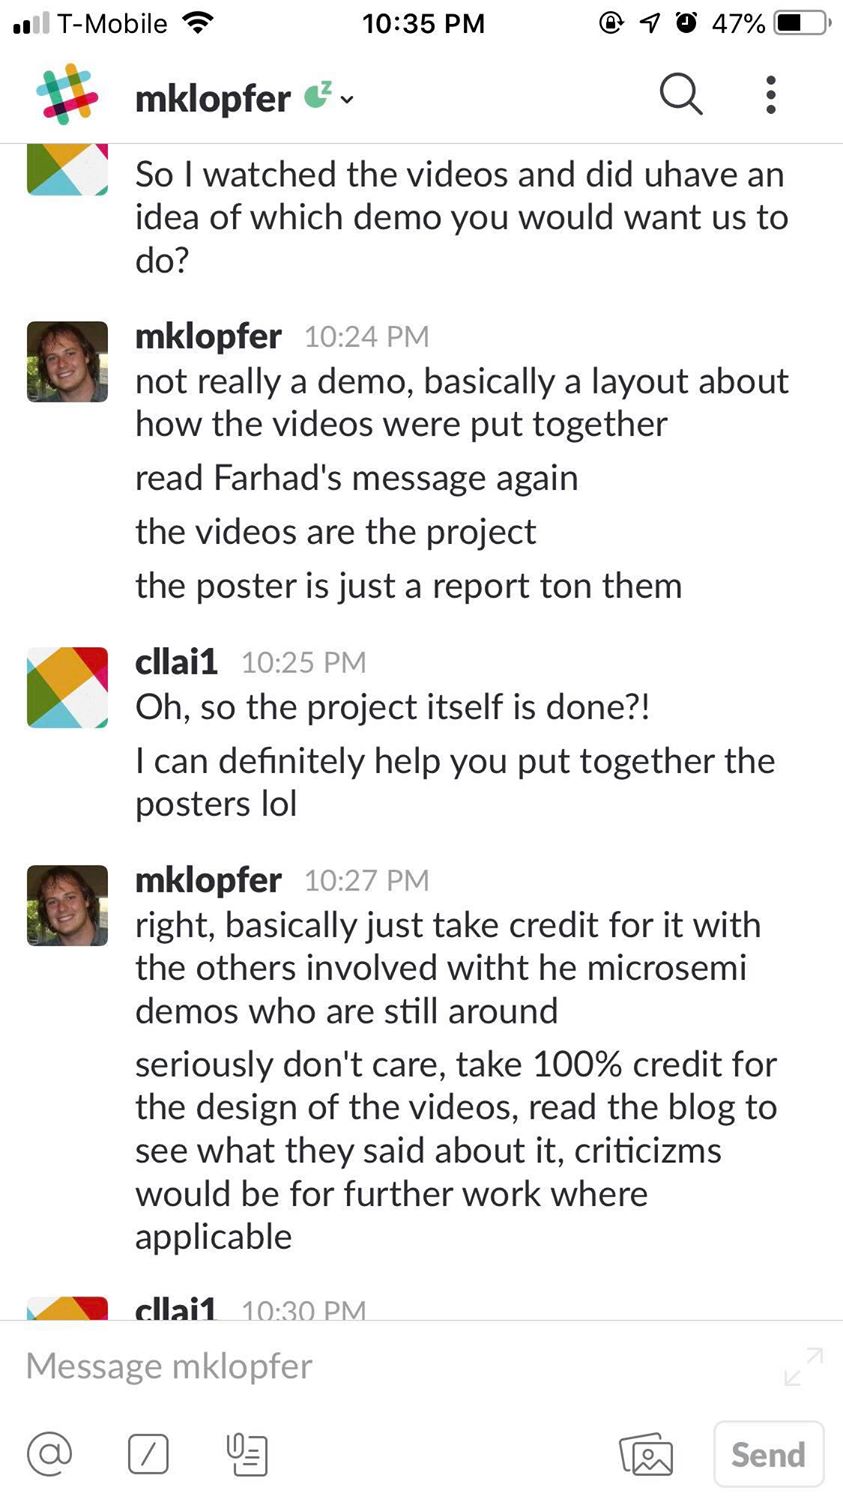 T-Mobile 10:35 PM 47%
mklopfer
So I watched the videos and did uhave an
idea of which demo you would want us to
do?
mklopfer 10:24 PM
not really a demo, basically a layout about
how the videos were put together
read Farhad's message again
the videos are the project
the poster is just a report ton them
cllai1 10:25 PM
Oh, so the project itself is done?!
I can definitely help you put together the
posters lol
mklopfer 10:27 PM
right, basically just take credit for it with
the others involved witht he microsemi
demos who are still around
seriously don't care, take 100% credit for
the design of the videos, read the blog to
see what they said about it, criticizms
would be for further work where
applicable
cllai1 10:30 PM
Message mklopfer
Send